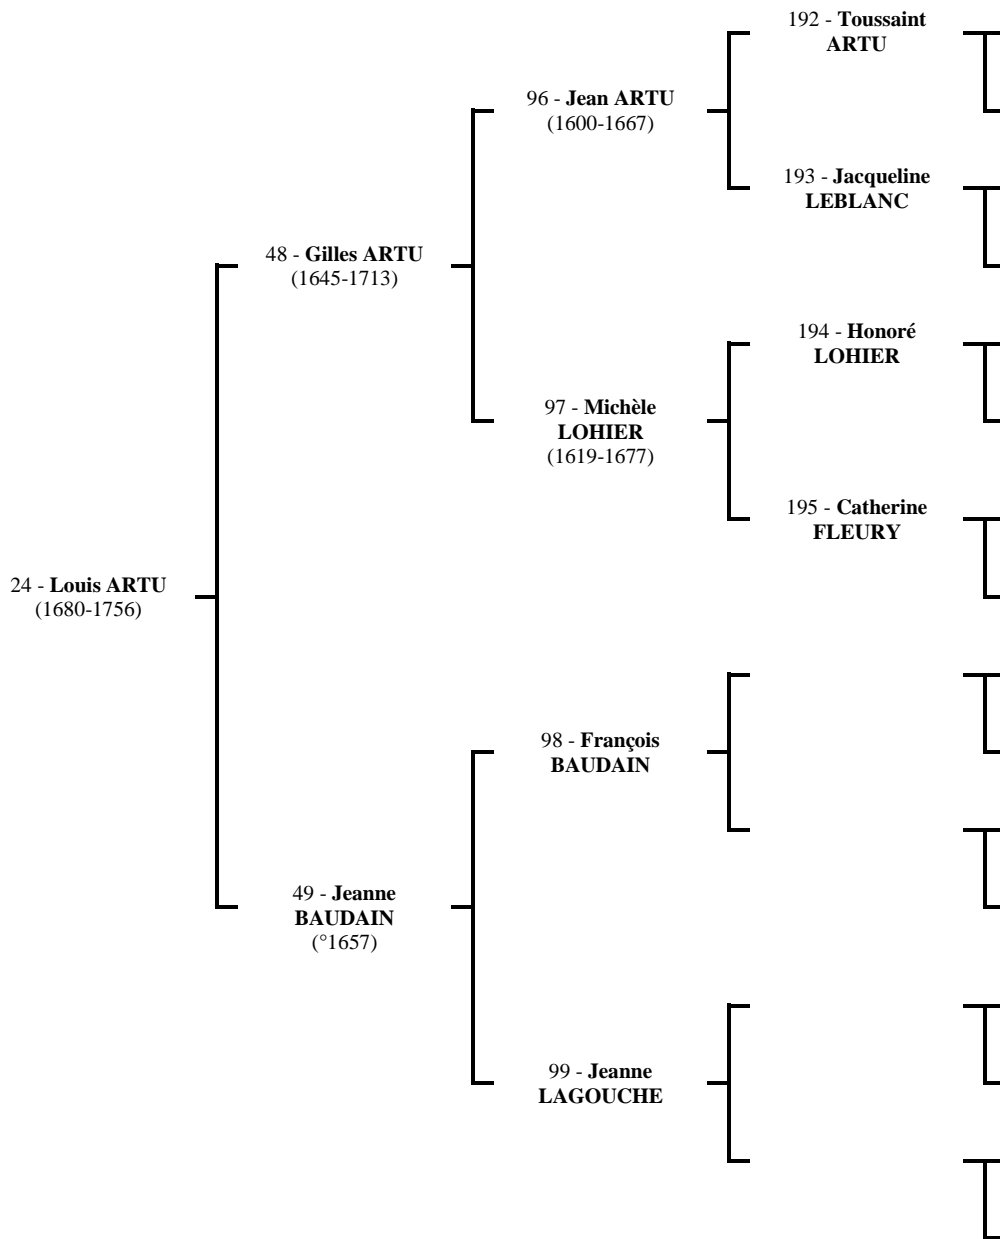 192 - Toussaint
ARTU
96 - Jean ARTU
(1600-1667)
193 - Jacqueline
LEBLANC
48 - Gilles ARTU
(1645-1713)
194 - Honoré
LOHIER
97 - Michèle
LOHIER
(1619-1677)
195 - Catherine
FLEURY
24 - Louis ARTU
(1680-1756)
98 - François
BAUDAIN
49 - Jeanne
BAUDAIN
(°1657)
99 - Jeanne
LAGOUCHE